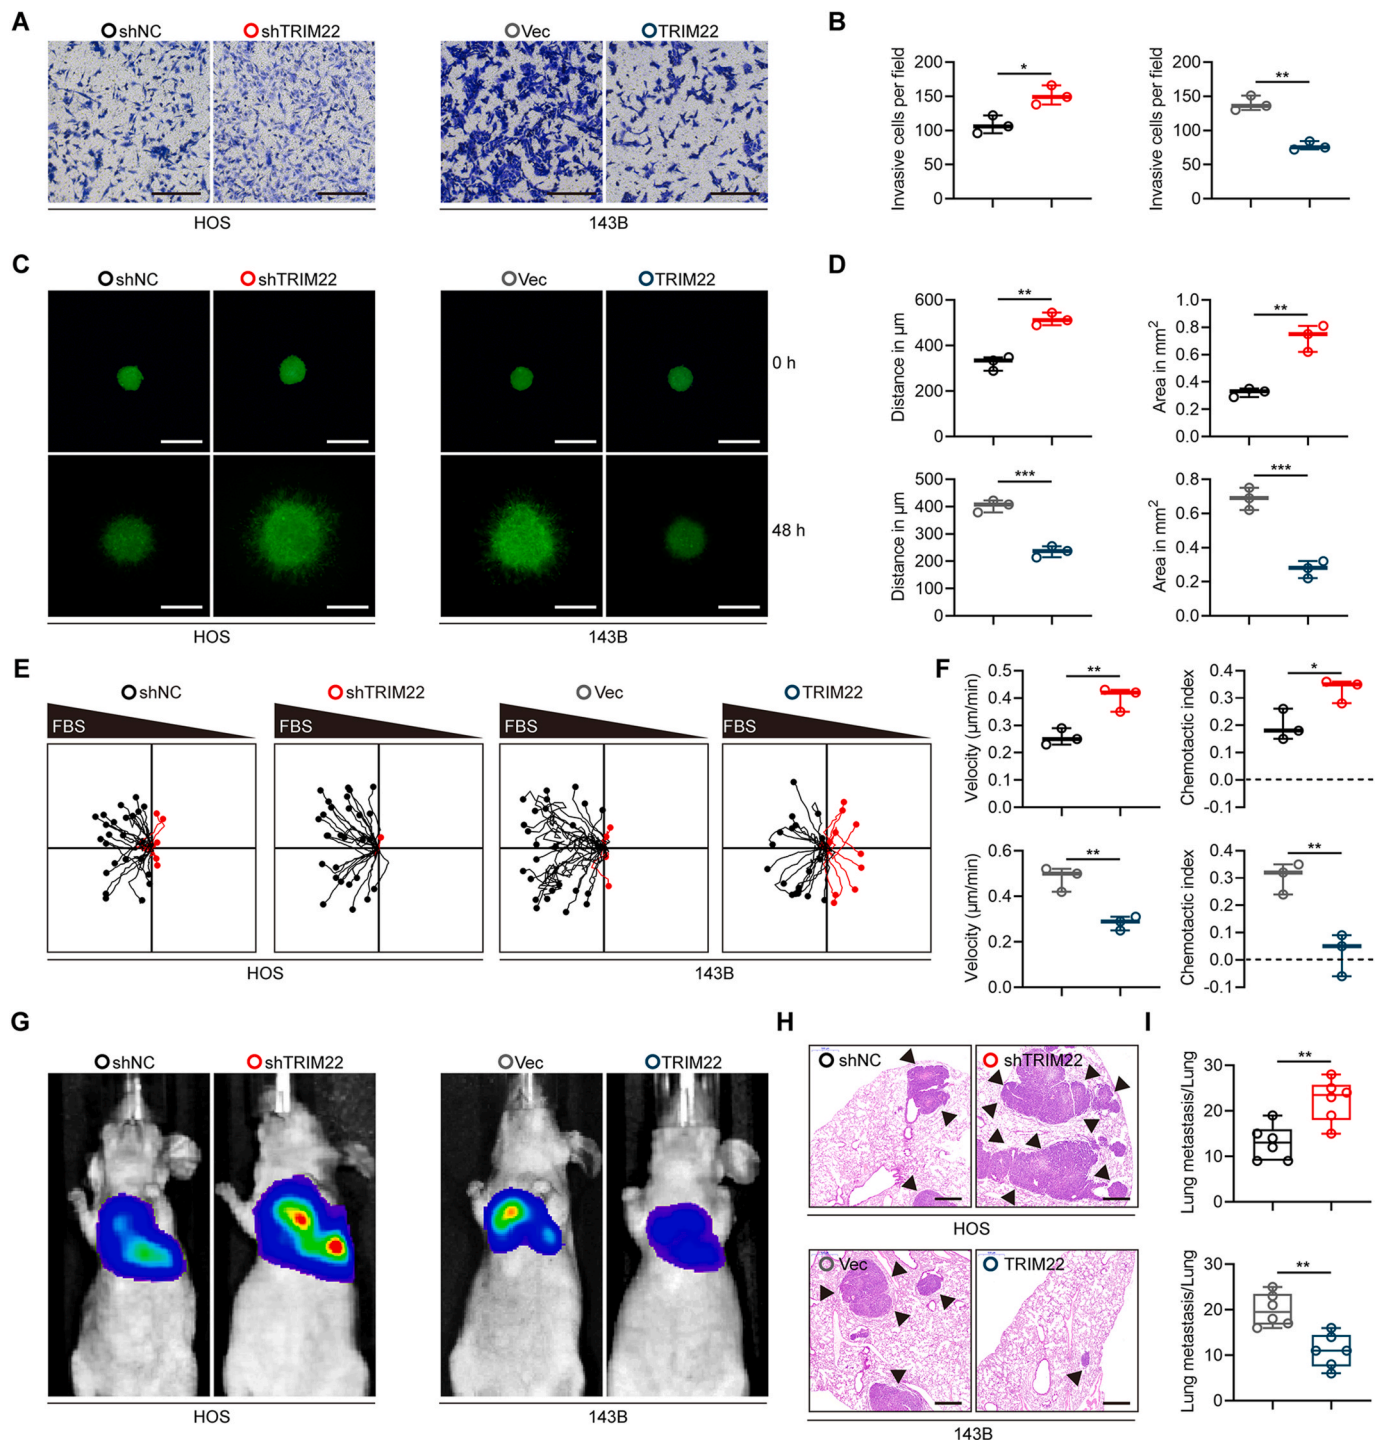 A
shNC
shTRIM22
Vec
TRIM22
HOS
143B
B
Invasive cells per field
200
150
100
50
0
*
Invasive cells per field
200
150
100
50
0
**
C
shNC
shTRIM22
Vec
TRIM22
0 h
48 h
HOS
143B
D
Distance in µm
600
400
200
0
**
Area in mm²
1.0
0.8
0.6
0.4
0.2
0.0
**
Distance in µm
500
400
300
200
100
0
***
Area in mm²
0.8
0.6
0.4
0.2
0.0
***
E
shNC
shTRIM22
Vec
TRIM22
FBS
FBS
FBS
FBS
HOS
143B
F
Velocity (µm/min)
0.5
0.4
0.3
0.2
0.1
0.0
**
Chemotactic index
0.4
0.3
0.2
0.1
0.0
-0.1
*
Velocity (µm/min)
0.6
0.4
0.2
0.0
**
Chemotactic index
0.4
0.3
0.2
0.1
0.0
-0.1
**
G
shNC
shTRIM22
Vec
TRIM22
HOS
143B
H
shNC
shTRIM22
HOS
Vec
TRIM22
143B
I
Lung metastasis/Lung
30
20
10
0
**
Lung metastasis/Lung
30
20
10
0
**